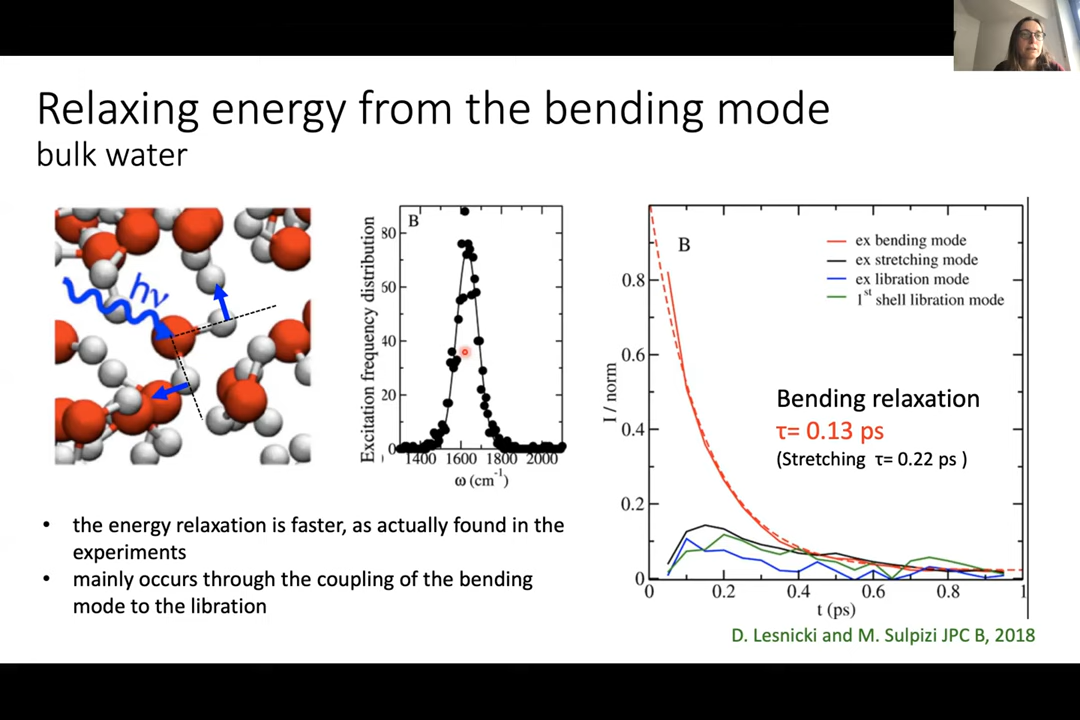 Relaxing energy from the bending mode
bulk water
hν
B
Excitation frequency distribution
80
60
40
20
0
1400 1600 1800 2000
ω (cm⁻¹)
B
ex bending mode
ex stretching mode
ex libration mode
1st shell libration mode
I / norm
0.8
0.6
0.4
0.2
0
Bending relaxation
τ= 0.13 ps
(Stretching τ= 0.22 ps )
0 0.2 0.4 0.6 0.8 1
t (ps)
• the energy relaxation is faster, as actually found in the
experiments
• mainly occurs through the coupling of the bending
mode to the libration
D. Lesnicki and M. Sulpizi JPC B, 2018